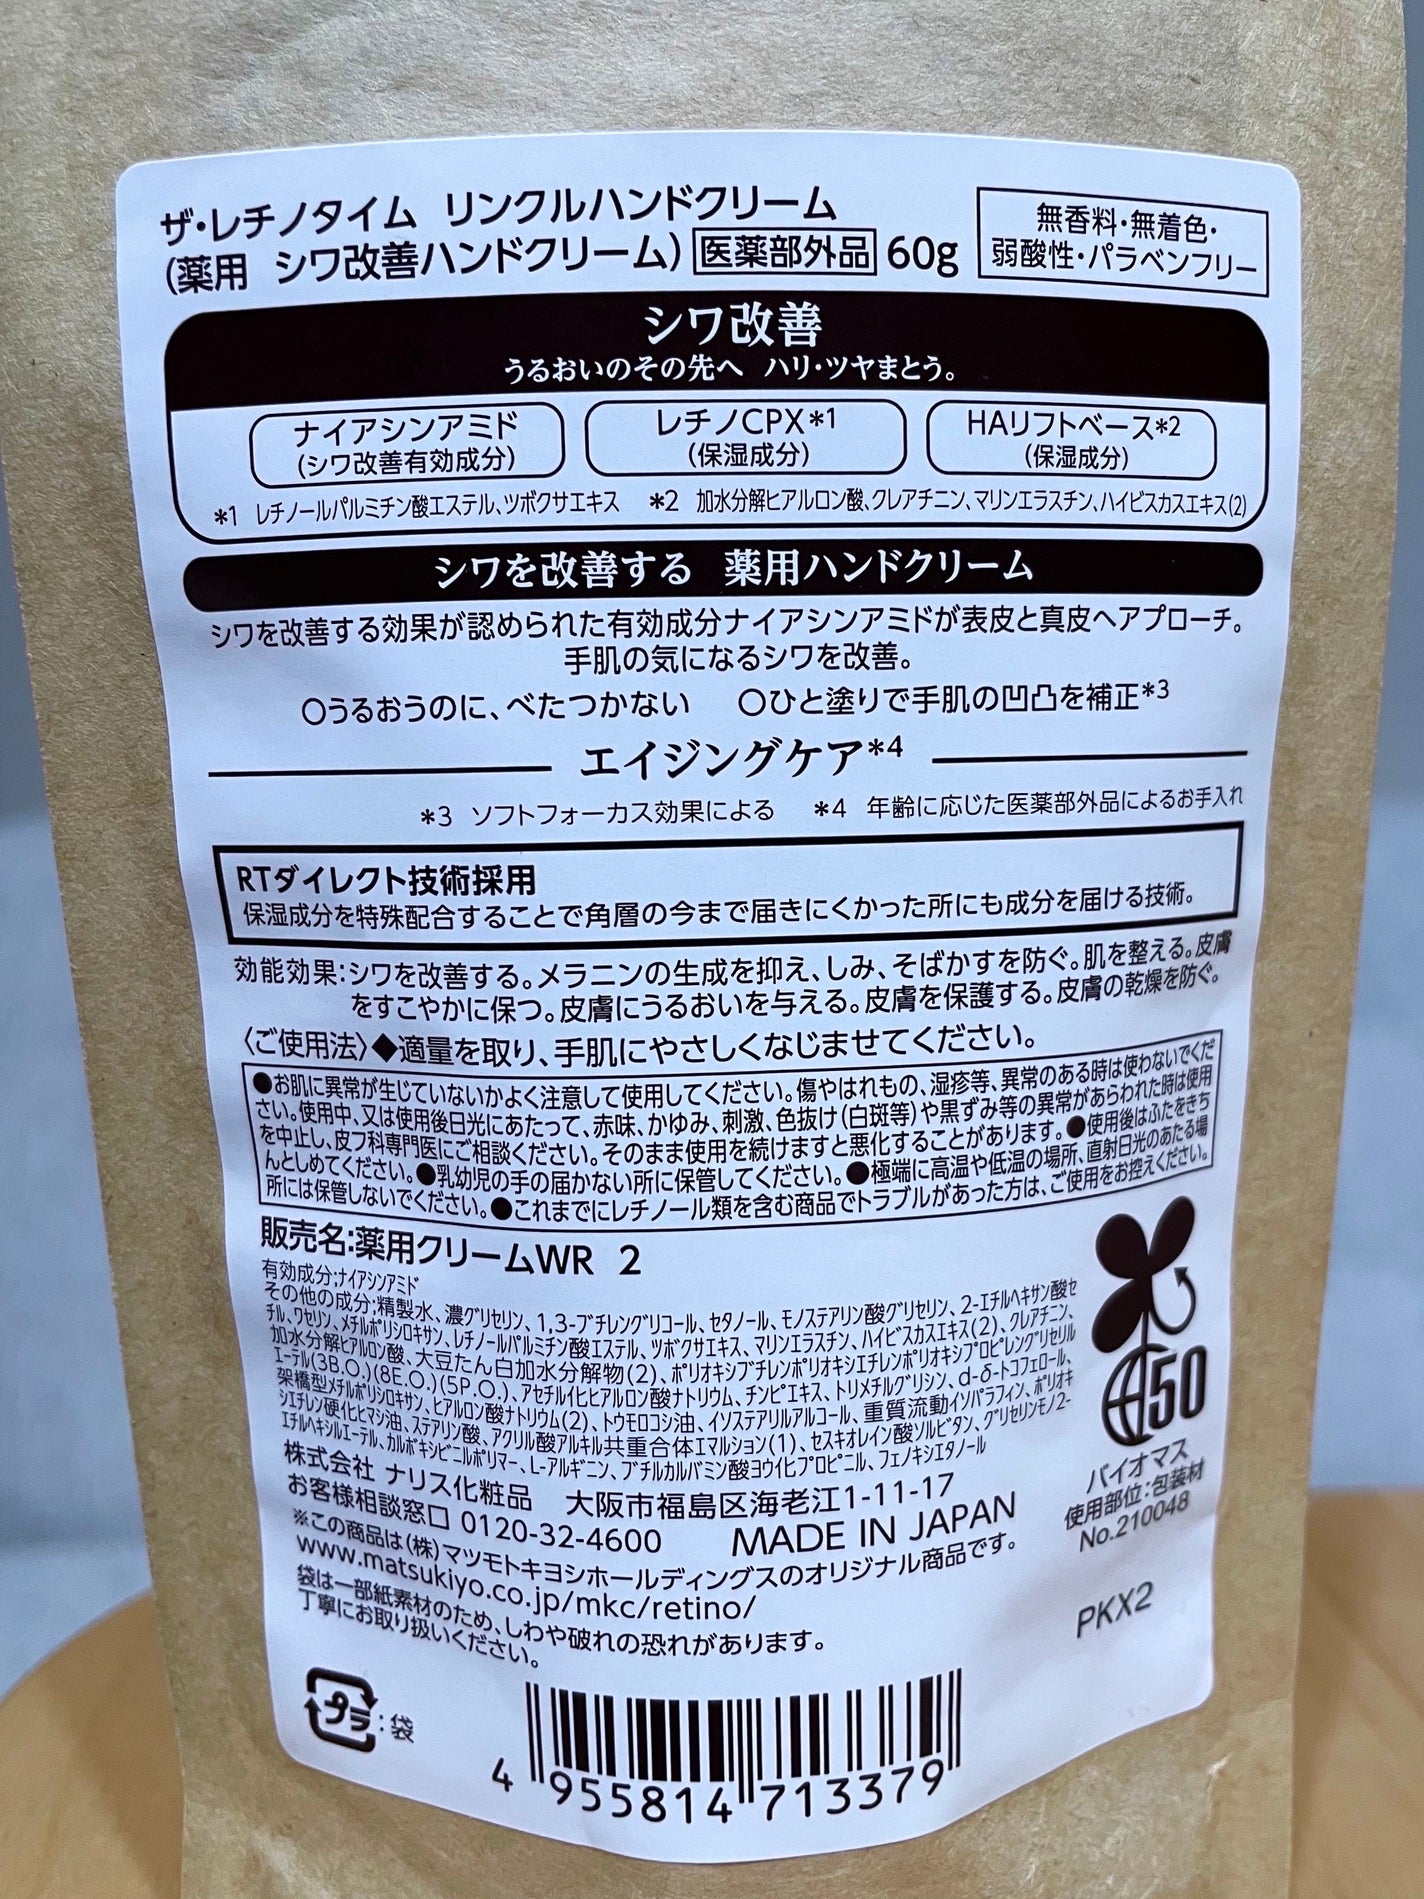 ザ・レチノタイム リンクルハンドクリーム
(薬用 シワ改善ハンドクリーム) 医薬部外品 60g
無香料・無着色・
弱酸性・パラベンフリー
シワ改善
うるおいのその先へ ハリ・ツヤまとう。
ナイアシンアミド
(シワ改善有効成分)
レチノCPX*1
(保湿成分)
HAリフトベース*2
(保湿成分)
*1 レチノールパルミチン酸エステル、ツボクサエキス *2 加水分解ヒアルロン酸、クレアチニン、マリンエラスチン、ハイビスカスエキス(2)
シワを改善する 薬用ハンドクリーム
シワを改善する効果が認められた有効成分ナイアシンアミドが表皮と真皮へアプローチ。
手肌の気になるシワを改善。
○うるおうのに、べたつかない ○ひと塗りで手肌の凹凸を補正*3
エイジングケア*4
*3 ソフトフォーカス効果による *4 年齢に応じた医薬部外品によるお手入れ
RTダイレクト技術採用
保湿成分を特殊配合することで角層の今まで届きにくかった所にも成分を届ける技術。
効能効果:シワを改善する。メラニンの生成を抑え、しみ、そばかすを防ぐ。肌を整える。皮膚
をすこやかに保つ。皮膚にうるおいを与える。皮膚を保護する。皮膚の乾燥を防ぐ。
〈ご使用法〉◆適量を取り、手肌にやさしくなじませてください。
●お肌に異常が生じていないかよく注意して使用してください。傷やはれもの、湿疹等、異常のある時は使わないでくだ
さい。使用中、又は使用後日光にあたって、赤味、かゆみ、刺激、色抜け(白斑等)や黒ずみ等の異常があらわれた時は使用
を中止し、皮フ科専門医にご相談ください。そのまま使用を続けますと悪化することがあります。●使用後はふたをきち
んとしめてください。●乳幼児の手の届かない所に保管してください。●極端に高温や低温の場所、直射日光のあたる場
所には保管しないでください。●これまでにレチノール類を含む商品でトラブルがあった方は、ご使用をお控えください。
販売名:薬用クリームWR 2
有効成分;ナイアシンアミド
その他の成分;精製水、濃グリセリン、1,3-ブチレングリコール、セタノール、モノステアリン酸グリセリン、2-エチルヘキサン酸セ
チル、ワセリン、メチルポリシロキサン、レチノールパルミチン酸エステル、ツボクサエキス、マリンエラスチン、ハイビスカスエキス(2)、クレアチニン、
加水分解ヒアルロン酸、大豆たん白加水分解物(2)、ポリオキシブチレンポリオキシエチレンポリオキシプロピレングリセリル
エーテル(3B.O.)(8E.O.)(5P.O.)、アセチル化ヒアルロン酸ナトリウム、チンピエキス、トリメチルグリシン、d-δ-トコフェロール、
架橋型メチルポリシロキサン、ヒアルロン酸ナトリウム(2)、トウモロコシ油、イソステアリルアルコール、重質流動イソパラフィン、ポリオキ
シエチレン硬化ヒマシ油、ステアリン酸、アクリル酸アルキル共重合体エマルション(1)、セスキオレイン酸ソルビタン、グリセリンモノ2-
エチルヘキシルエーテル、カルボキシビニルポリマー、L-アルギニン、ブチルカルバミン酸ヨウ化プロピニル、フェノキシエタノール
株式会社 ナリス化粧品 大阪市福島区海老江1-11-17
お客様相談窓口 0120-32-4600 MADE IN JAPAN
※この商品は(株)マツモトキヨシホールディングスのオリジナル商品です。
www.matsukiyo.co.jp/mkc/retino/
袋は一部紙素材のため、しわや破れの恐れがあります。
丁寧にお取り扱いください。
50
バイオマス
使用部位:包装材
No.210048
PKX2
プラ:袋
4 955814 713379